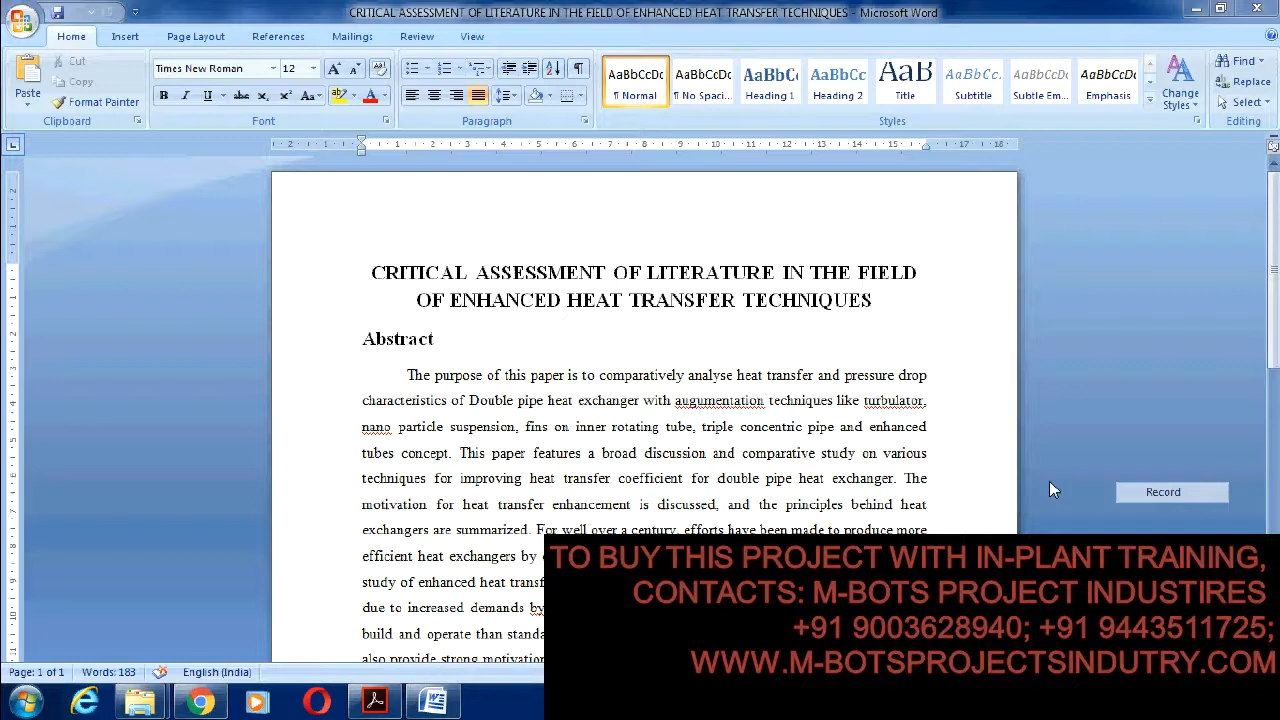 CRITICAL ASSESSMENT OF LITERATURE IN THE FIELD OF ENHANCED HEAT TRANSFER TECHNIQUES - Microsoft Word
Home Insert Page Layout References Mailings Review View
Paste
Cut
Copy
Format Painter
Clipboard
Times New Roman 12
Font
Paragraph
AaBbCcDc AaBbCcDc AaBbC AaBbCc AaB AaBbCc. AaBbCcDc AaBbCcDc
¶ Normal ¶ No Spaci... Heading 1 Heading 2 Title Subtitle Subtle Em... Emphasis
Change Styles
Styles
Find
Replace
Select
Editing
CRITICAL ASSESSMENT OF LITERATURE IN THE FIELD
OF ENHANCED HEAT TRANSFER TECHNIQUES
Abstract
The purpose of this paper is to comparatively analyse heat transfer and pressure drop
characteristics of Double pipe heat exchanger with augumentation techniques like turbulator,
nano particle suspension, fins on inner rotating tube, triple concentric pipe and enhanced
tubes concept. This paper features a broad discussion and comparative study on various
techniques for improving heat transfer coefficient for double pipe heat exchanger. The
motivation for heat transfer enhancement is discussed, and the principles behind heat
exchangers are summarized. For well over a century, efforts have been made to produce more
efficient heat exchangers by
study of enhanced heat transf
due to increased demands by
build and operate than standa
also provide strong motivation
Record
TO BUY THIS PROJECT WITH IN-PLANT TRAINING,
CONTACTS: M-BOTS PROJECT INDUSTIRES
+91 9003628940; +91 9443511725;
WWW.M-BOTSPROJECTSINDUTRY.COM
Page: 1 of 1 Words: 183 English (India)